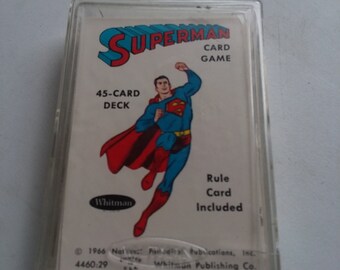 SUPERMAN
CARD
GAME
45-CARD
DECK
Whitman
Rule
Card
Included
© 1966 Periodical Publications, Inc.
4460:29 Whitman Publishing Co.